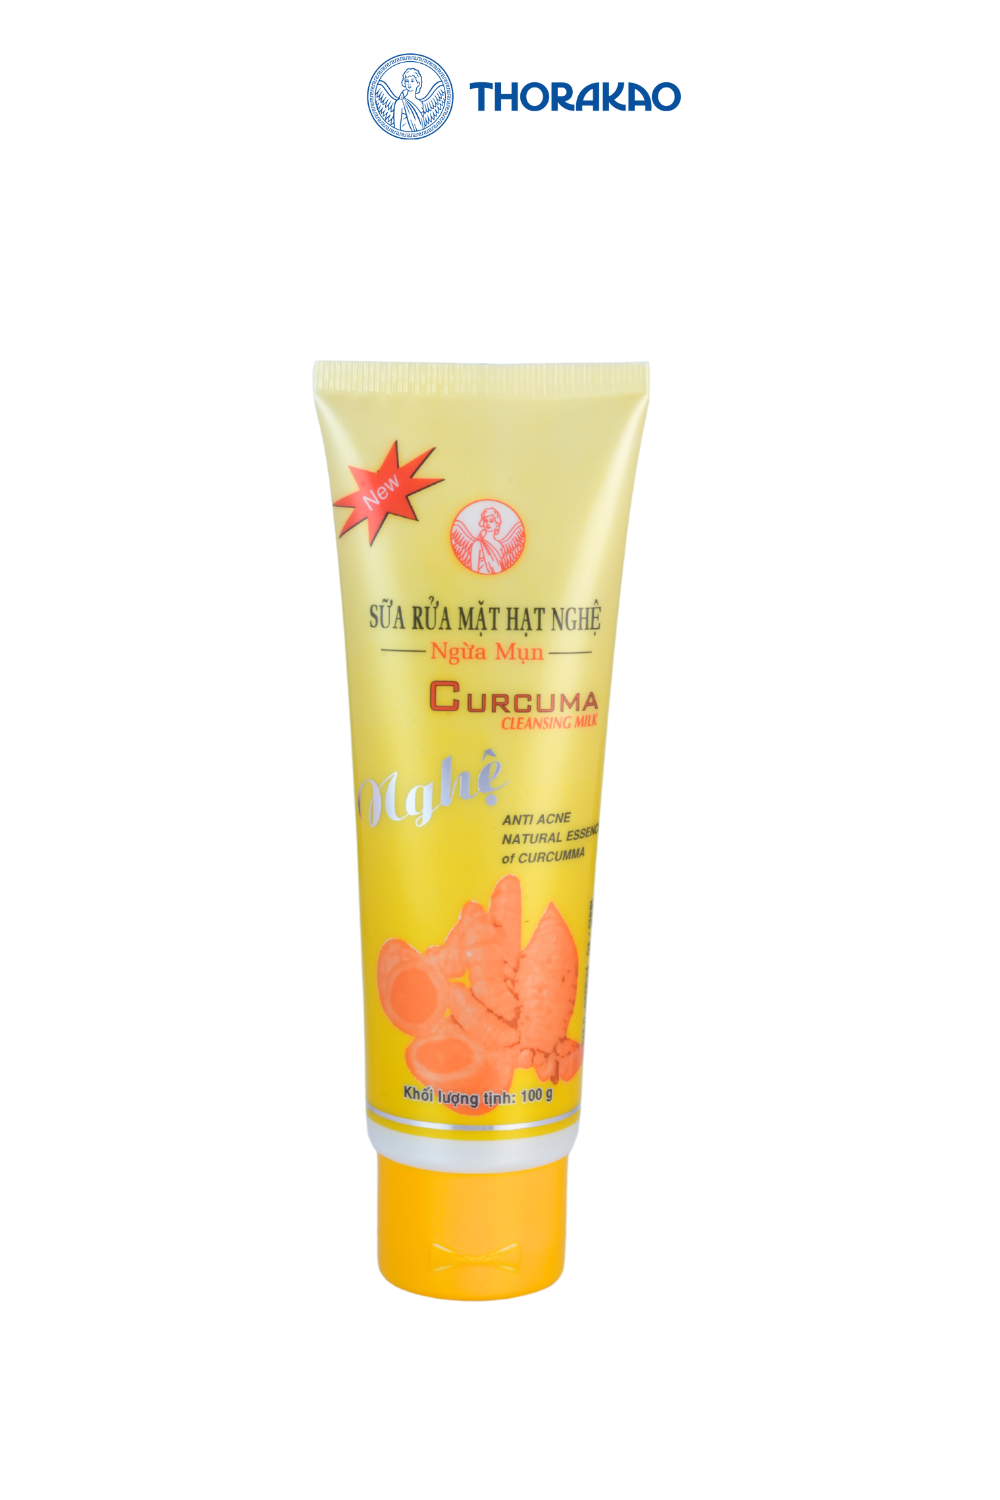 THORAKAO
New
SỮA RỬA MẶT HẠT NGHỆ
Ngừa Mụn
CURCUMA
CLEANSING MILK
Nghệ
ANTI ACNE
NATURAL
of CURCUMMA
Khối lượng tịnh: 100 g